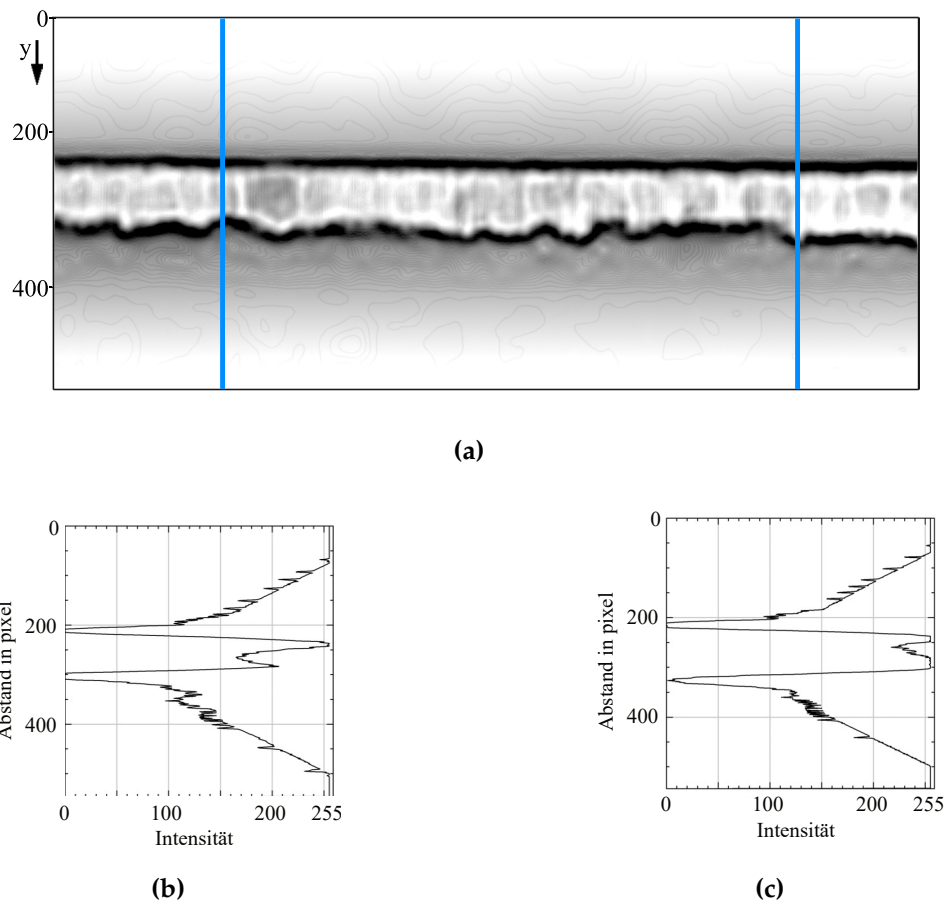 0
y
200
400
(a)
0
200
400
Abstand in pixel
0 100 200 255
Intensität
(b)
0
200
400
Abstand in pixel
0 100 200 255
Intensität
(c)